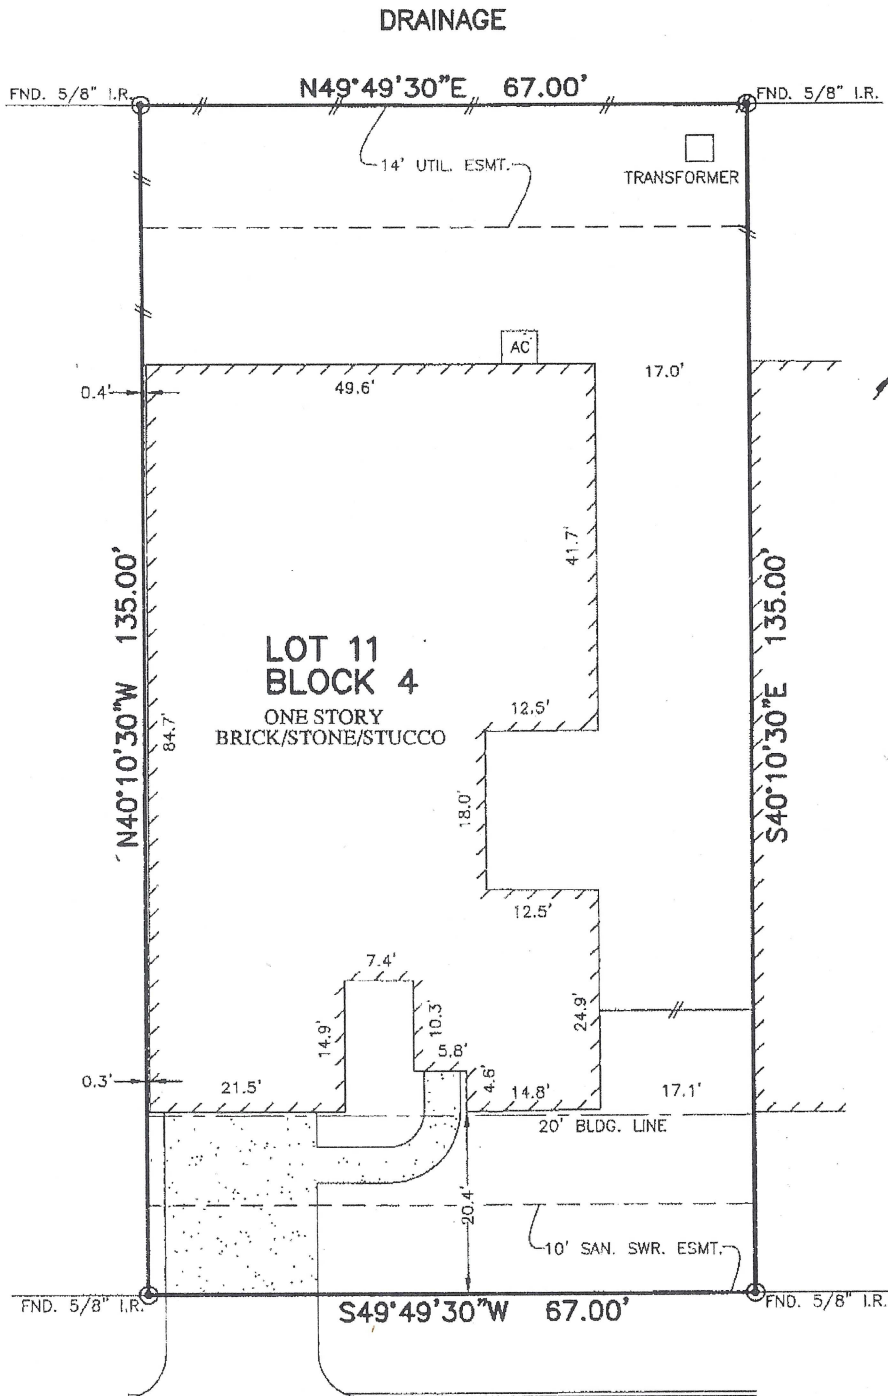 DRAINAGE
N49°49'30"E 67.00'
FND. 5/8" I.R.
FND. 5/8" I.R.
14' UTIL. ESMT.
TRANSFORMER
AC
17.0'
49.6'
0.4'
41.7'
N40°10'30"W 135.00'
S40°10'30"E 135.00'
LOT 11
BLOCK 4
ONE STORY
BRICK/STONE/STUCCO
12.5'
84.7'
18.0'
12.5'
7.4'
14.9'
10.3'
24.9'
5.8'
4.6'
0.3'
21.5'
14.8'
17.1'
20' BLDG. LINE
20.4'
10' SAN. SWR. ESMT.
FND. 5/8" I.R.
S49°49'30"W 67.00'
FND. 5/8" I.R.